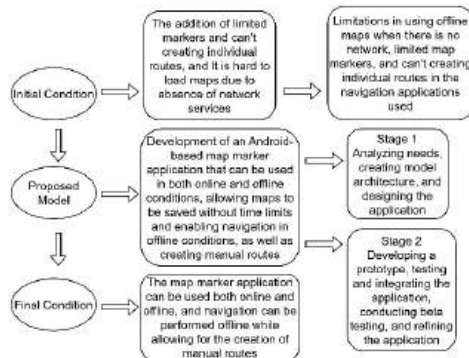 The addition of limited
markers and can't
creating individual
routes, and It is hard to
load maps due to
absence of network
services
Limitations in using offline
maps when there is no
network, limited map
markers, and can't creating
individual routes in the
navigation applications
used
Initial Condition
Development of an Android-
based map marker
application that can be used
in both online and offline
conditions, allowing maps to
be saved without time limits
and enabling navigation in
offline conditions, as well as
creating manual routes
Stage 1
Analyzing needs,
creating model
architecture, and
designing the
application
Proposed
Model
Stage 2
Developing a
prototype, testing
and integrating the
application,
conducting beta
testing, and refining
the application
Final Condition
The map marker application
can be used both online and
offline, and navigation can be
performed offline while
allowing for the creation of
manual routes